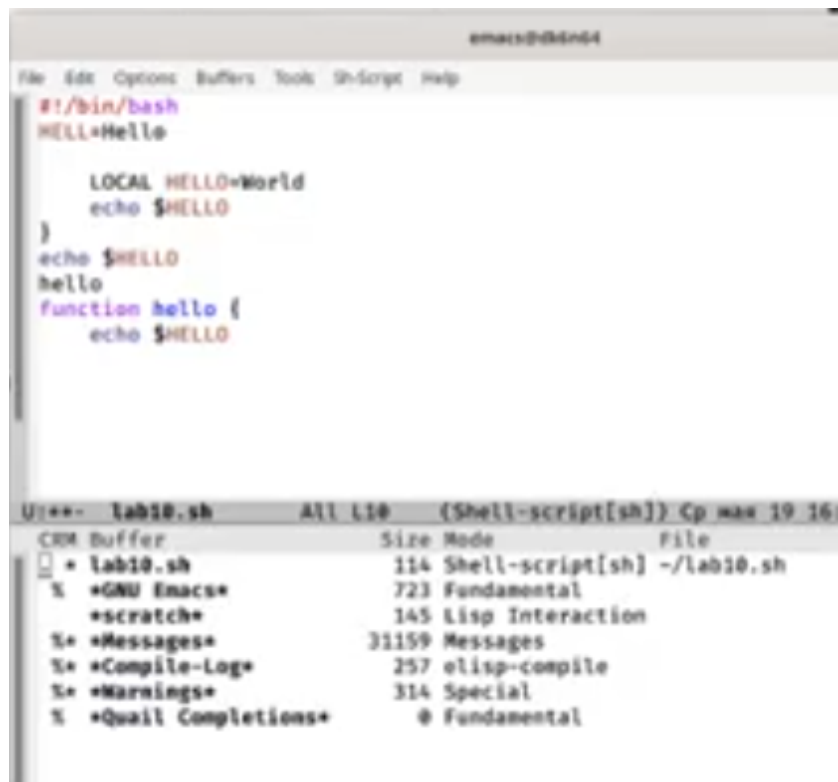 emacs@dk6n64
File Edit Options Buffers Tools Sh-Script Help
#!/bin/bash
HELL=Hello
LOCAL HELLO=World
echo $HELLO
}
echo $HELLO
hello
function hello {
echo $HELLO
U:**- lab10.sh All L10 (Shell-script[sh]) Ср мая 19 16:
CRM Buffer Size Mode File
* lab10.sh 114 Shell-script[sh] ~/lab10.sh
% *GNU Emacs* 723 Fundamental
*scratch* 145 Lisp Interaction
%* *Messages* 31159 Messages
%* *Compile-Log* 257 elisp-compile
%* *Warnings* 314 Special
% *Quail Completions* 0 Fundamental